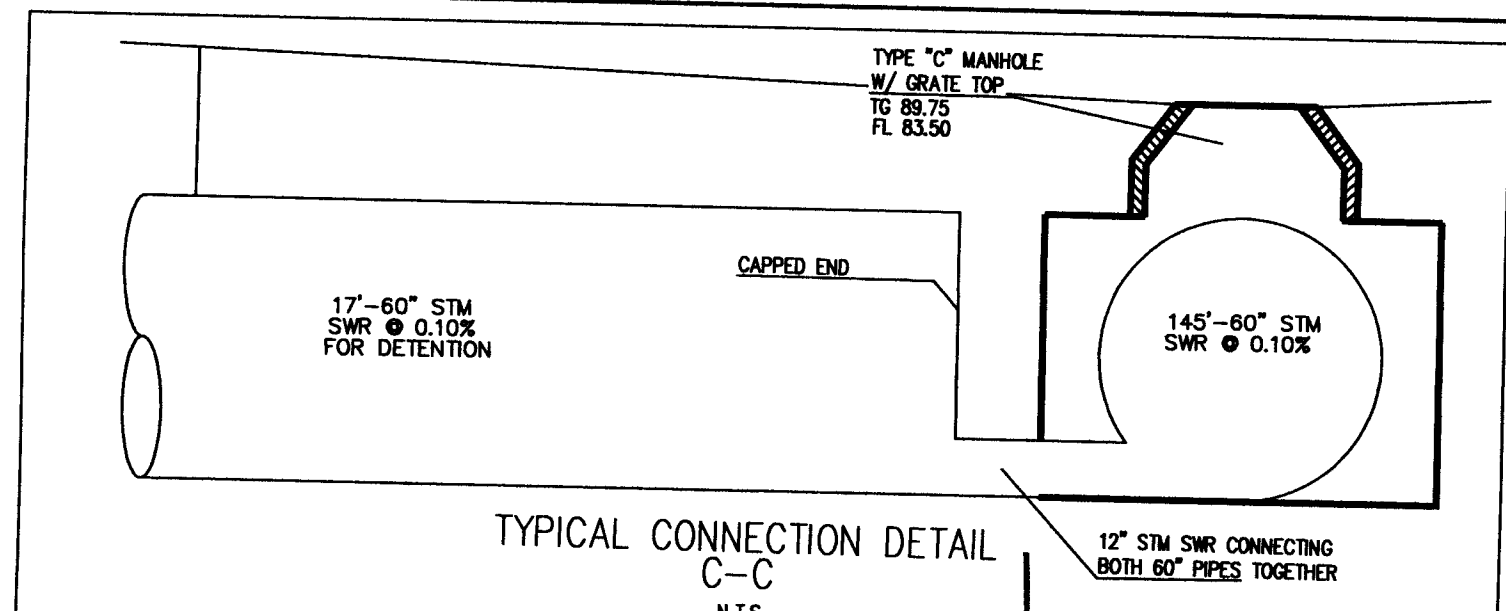 TYPE "C" MANHOLE
W/ GRATE TOP
TG 89.75
FL 83.50
CAPPED END
17'-60" STM
SWR @ 0.10%
FOR DETENTION
145'-60" STM
SWR @ 0.10%
TYPICAL CONNECTION DETAIL
C-C
N.T.S.
12" STM SWR CONNECTING
BOTH 60" PIPES TOGETHER